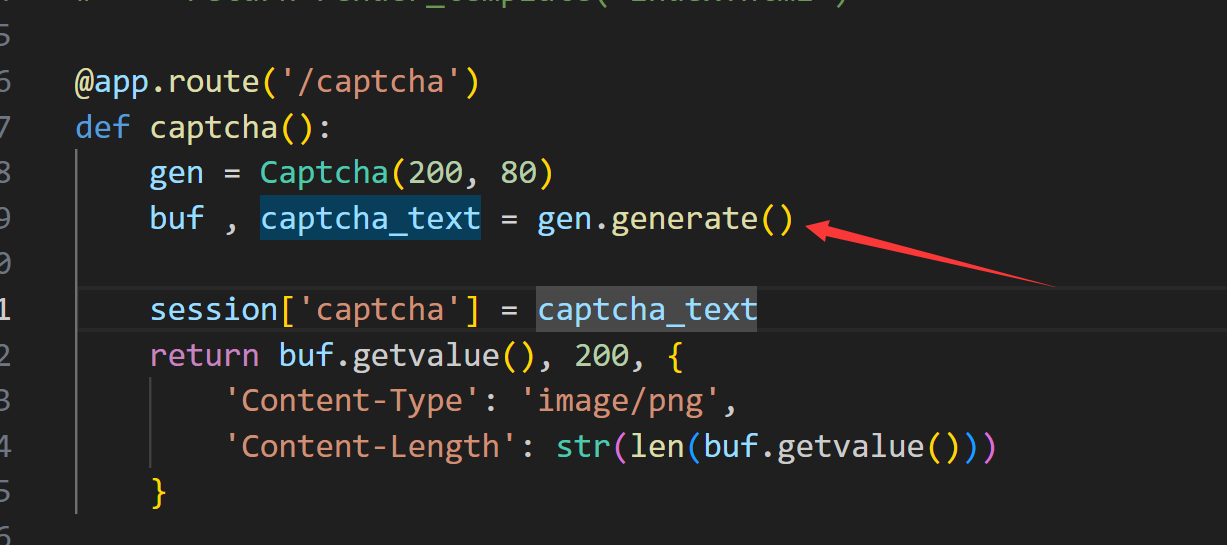 5
6 @app.route('/captcha')
7 def captcha():
8 gen = Captcha(200, 80)
9 buf , captcha_text = gen.generate()
0
1 session['captcha'] = captcha_text
2 return buf.getvalue(), 200, {
3 'Content-Type': 'image/png',
4 'Content-Length': str(len(buf.getvalue()))
5 }
6